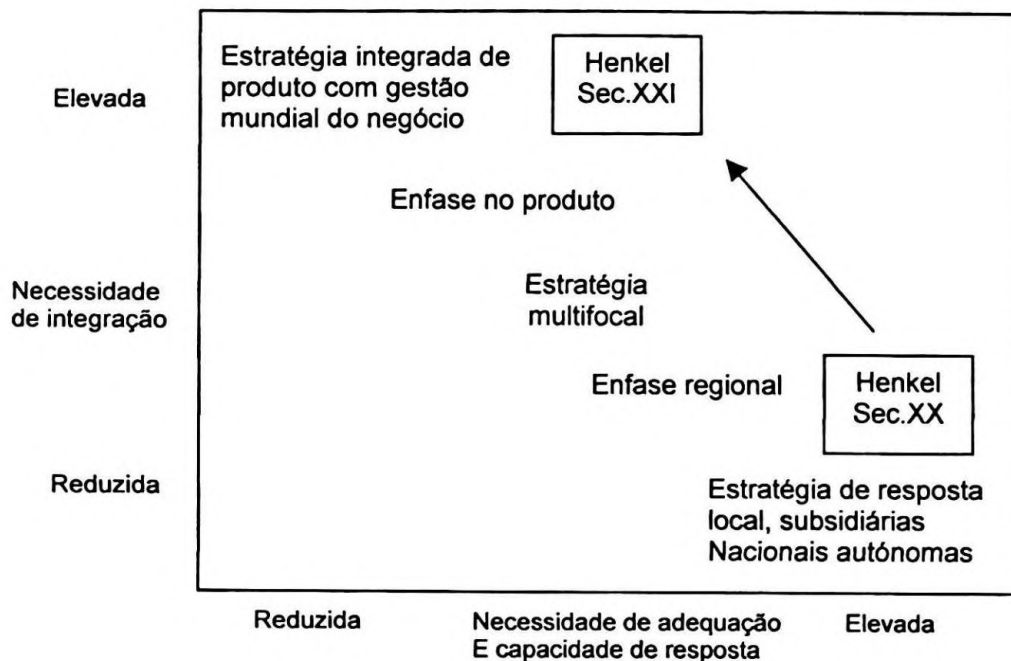 Estratégia integrada de
produto com gestão
mundial do negócio
Henkel
Sec.XXI
Elevada
Enfase no produto
Necessidade
de integração
Estratégia
multifocal
Enfase regional
Henkel
Sec.XX
Reduzida
Estratégia de resposta
local, subsidiárias
Nacionais autónomas
Reduzida
Necessidade de adequação
E capacidade de resposta
Elevada